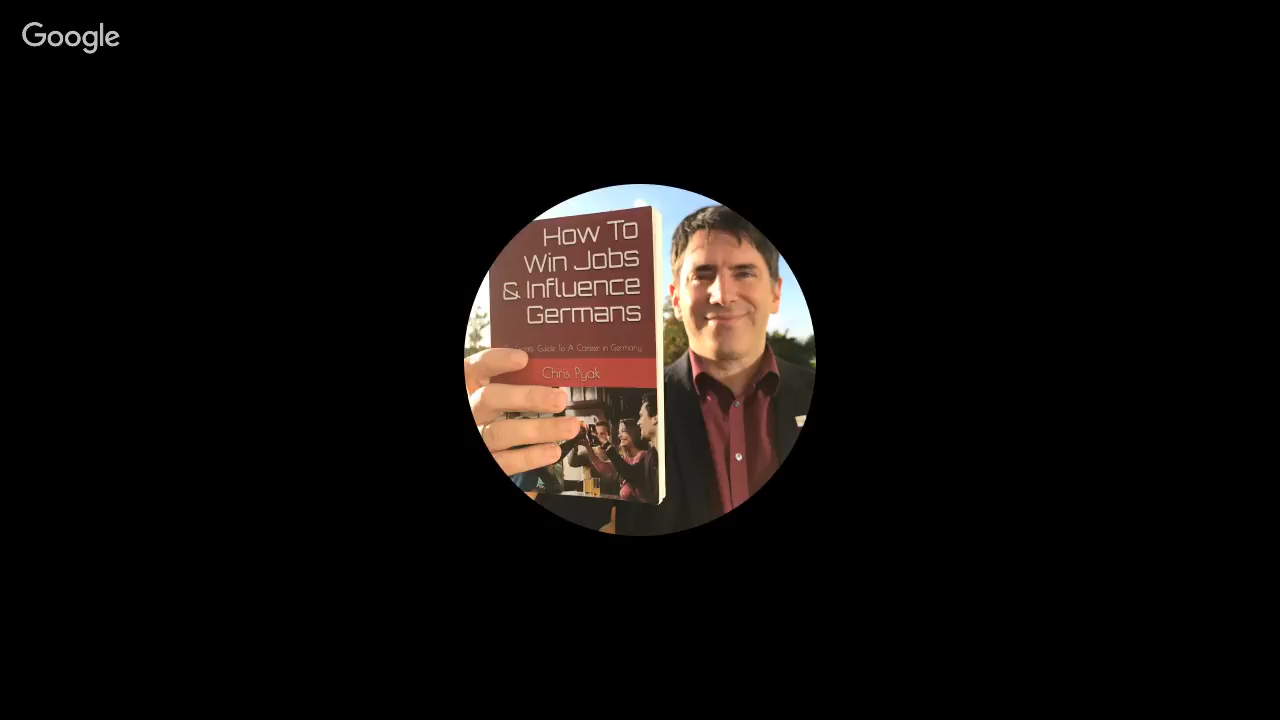 Google
How To
Win Jobs
& Influence
Germans
Guide To A Career in Germany
Chris Pyak